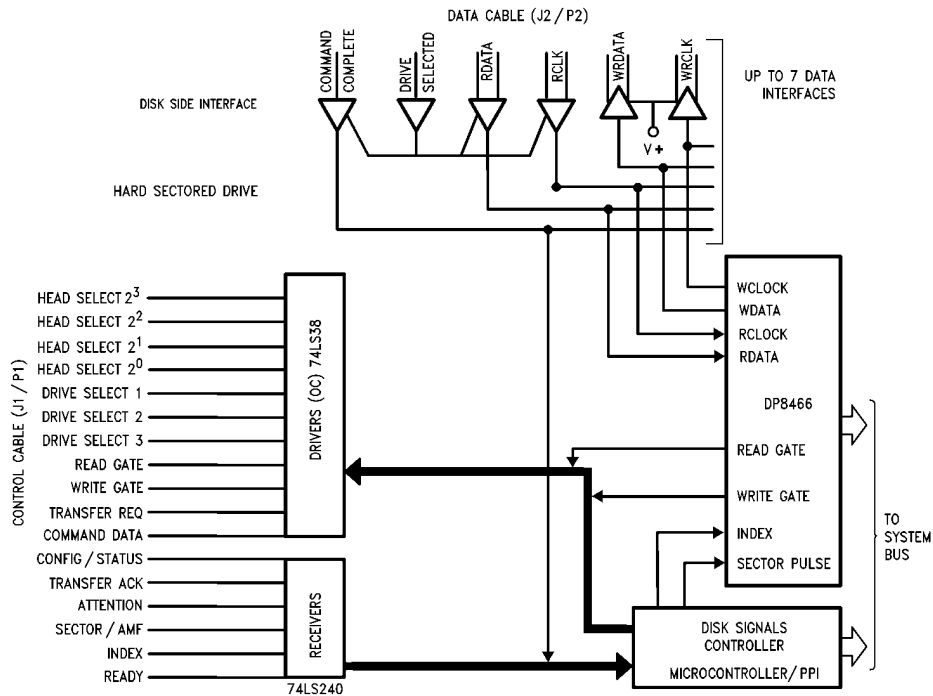 DATA CABLE (J2 / P2)
COMMAND
COMPLETE
DRIVE
SELECTED
RDATA
RCLK
WRDATA
WRCLK
UP TO 7 DATA
INTERFACES
DISK SIDE INTERFACE
V+
HARD SECTORED DRIVE
CONTROL CABLE (J1 / P1)
HEAD SELECT 2³
HEAD SELECT 2²
HEAD SELECT 2¹
HEAD SELECT 2⁰
DRIVE SELECT 1
DRIVE SELECT 2
DRIVE SELECT 3
READ GATE
WRITE GATE
TRANSFER REQ
COMMAND DATA
CONFIG / STATUS
TRANSFER ACK
ATTENTION
SECTOR / AMF
INDEX
READY
DRIVERS (OC) 74LS38
RECEIVERS
74LS240
WCLOCK
WDATA
RCLOCK
RDATA
DP8466
READ GATE
WRITE GATE
INDEX
SECTOR PULSE
TO
SYSTEM
BUS
DISK SIGNALS
CONTROLLER
MICROCONTROLLER/PPI